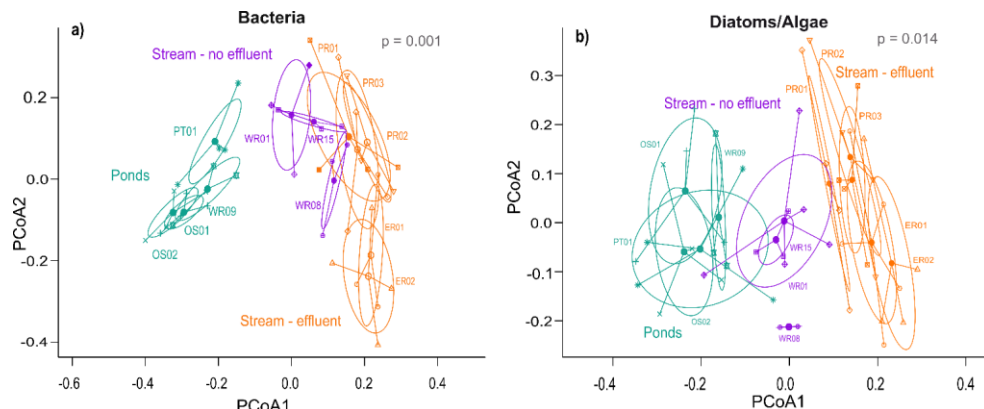 Bacteria
a)
p = 0.001
Stream - no effluent
PR01
PR03
PT01
WR01
WR15
PR02
Ponds
WR09
WR08
OS01
ER01
OS02
ER02
Stream - effluent
PCoA2
0.2
0.0
-0.2
-0.4
-0.6
-0.4
-0.2
0.0
0.2
0.4
PCoA1
Diatoms/Algae
b)
p = 0.014
PR02
Stream - effluent
PR01
Stream - no effluent
PR03
OS01
WR09
PT01
WR15
ER01
ER02
WR01
OS02
Ponds
WR08
PCoA2
0.3
0.2
0.1
0.0
-0.1
-0.2
-0.4
-0.2
0.0
0.2
0.4
PCoA1